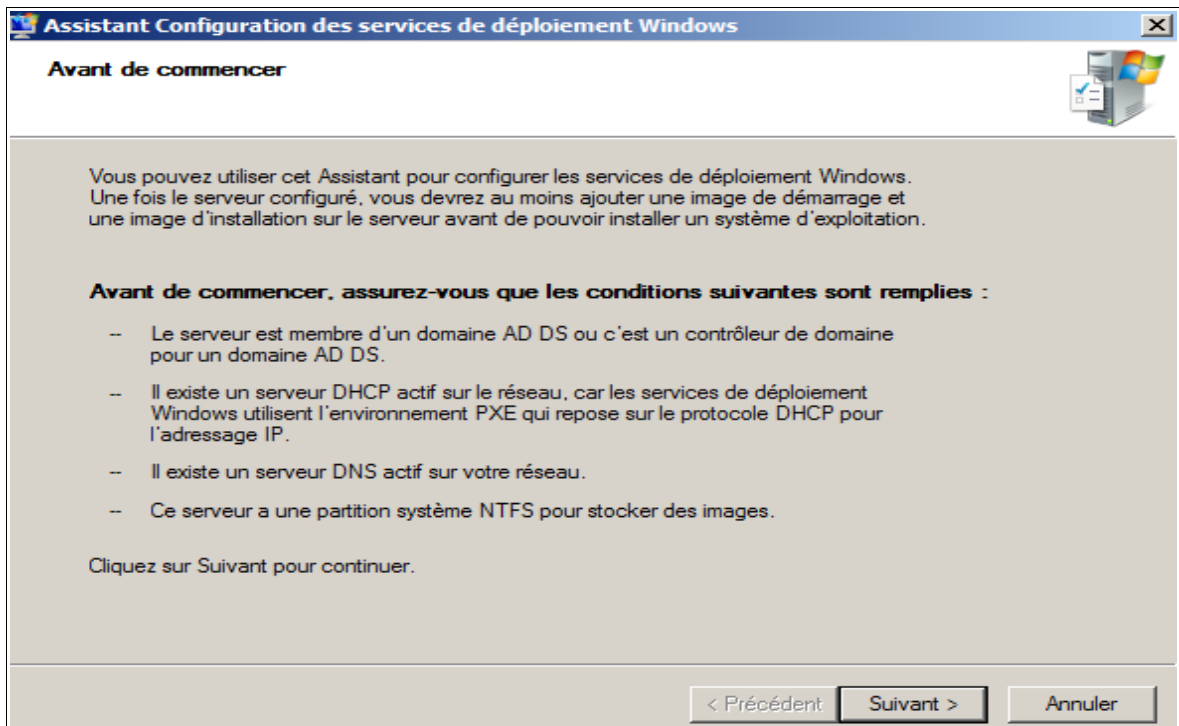 Assistant Configuration des services de déploiement Windows
Avant de commencer
Vous pouvez utiliser cet Assistant pour configurer les services de déploiement Windows.
Une fois le serveur configuré, vous devrez au moins ajouter une image de démarrage et
une image d'installation sur le serveur avant de pouvoir installer un système d'exploitation.
Avant de commencer, assurez-vous que les conditions suivantes sont remplies :
-- Le serveur est membre d'un domaine AD DS ou c'est un contrôleur de domaine
pour un domaine AD DS.
-- Il existe un serveur DHCP actif sur le réseau, car les services de déploiement
Windows utilisent l'environnement PXE qui repose sur le protocole DHCP pour
l'adressage IP.
-- Il existe un serveur DNS actif sur votre réseau.
-- Ce serveur a une partition système NTFS pour stocker des images.
Cliquez sur Suivant pour continuer.
< Précédent Suivant > Annuler